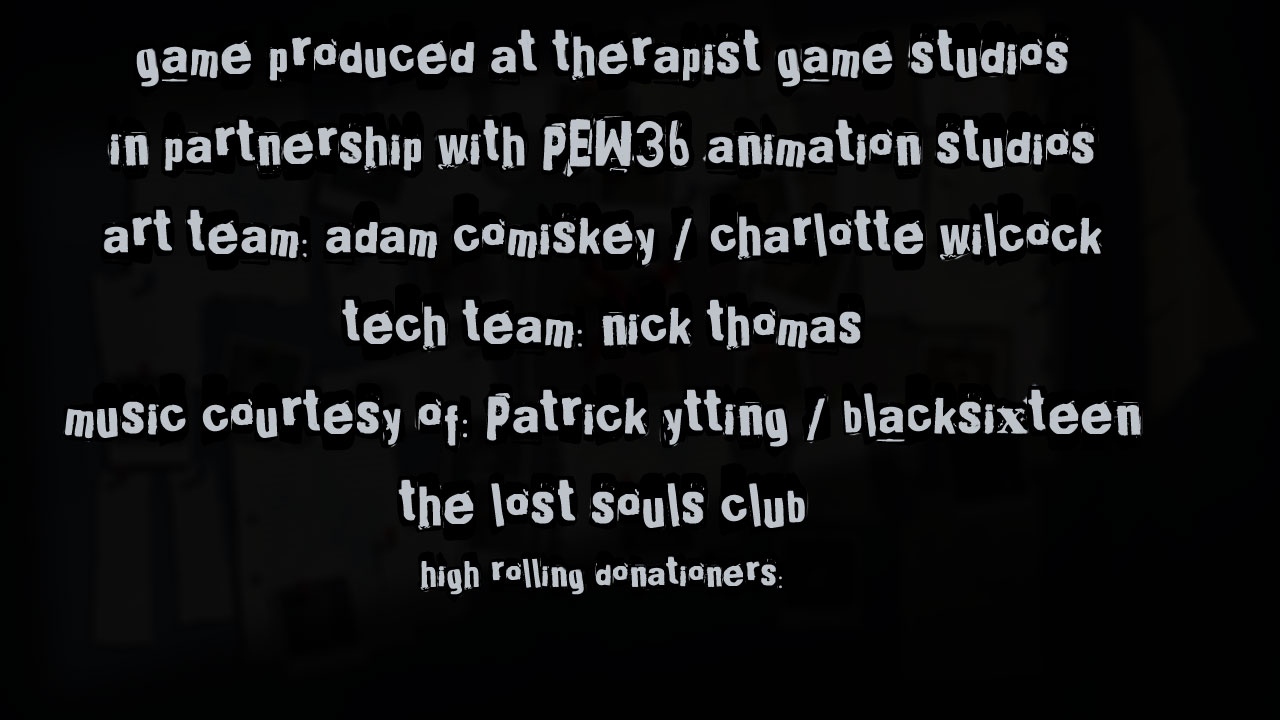 game produced at therapist game studios
in partnership with PEW36 animation studios
art team: adam comiskey / charlotte wilcock
tech team: nick thomas
music courtesy of: Patrick ytting / blacksixteen
the lost souls club
high rolling donationers: